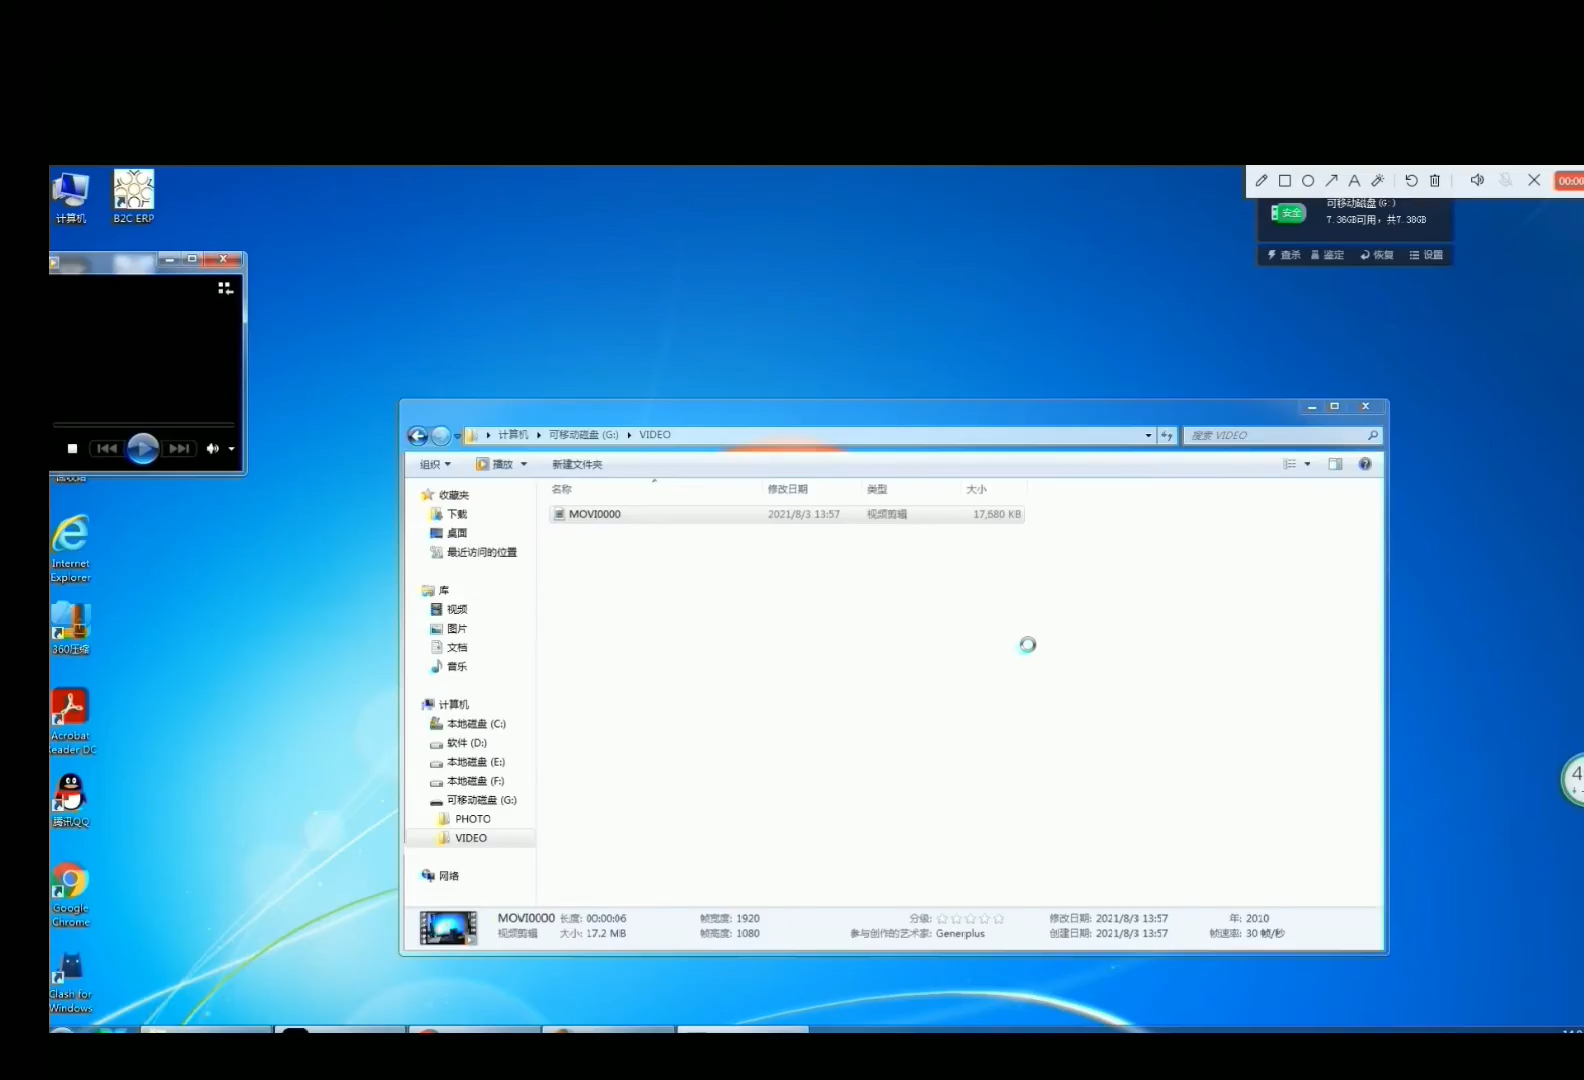 计算机
B2C ERP
00:00
可移动磁盘(G:)
安全
7.36GB可用，共7.38GB
查杀 鉴定 恢复 设置
计算机 可移动磁盘 (G:) VIDEO
搜索 VIDEO
组织 播放 新建文件夹
名称 修改日期 类型 大小
MOVI0000 2021/8/3 13:57 视频剪辑 17,680 KB
收藏夹
下载
桌面
最近访问的位置
库
视频
图片
文档
音乐
计算机
本地磁盘 (C:)
软件 (D:)
本地磁盘 (E:)
本地磁盘 (F:)
可移动磁盘 (G:)
PHOTO
VIDEO
网络
Internet
Explorer
360压缩
Acrobat
Reader DC
腾讯QQ
Google
Chrome
Clash for
Windows
MOVI0000 长度: 00:00:06 帧宽度: 1920 分级: 修改日期: 2021/8/3 13:57 年: 2010
视频剪辑 大小: 17.2 MB 帧高度: 1080 参与创作的艺术家: Generplus 创建日期: 2021/8/3 13:57 帧速率: 30 帧/秒
4